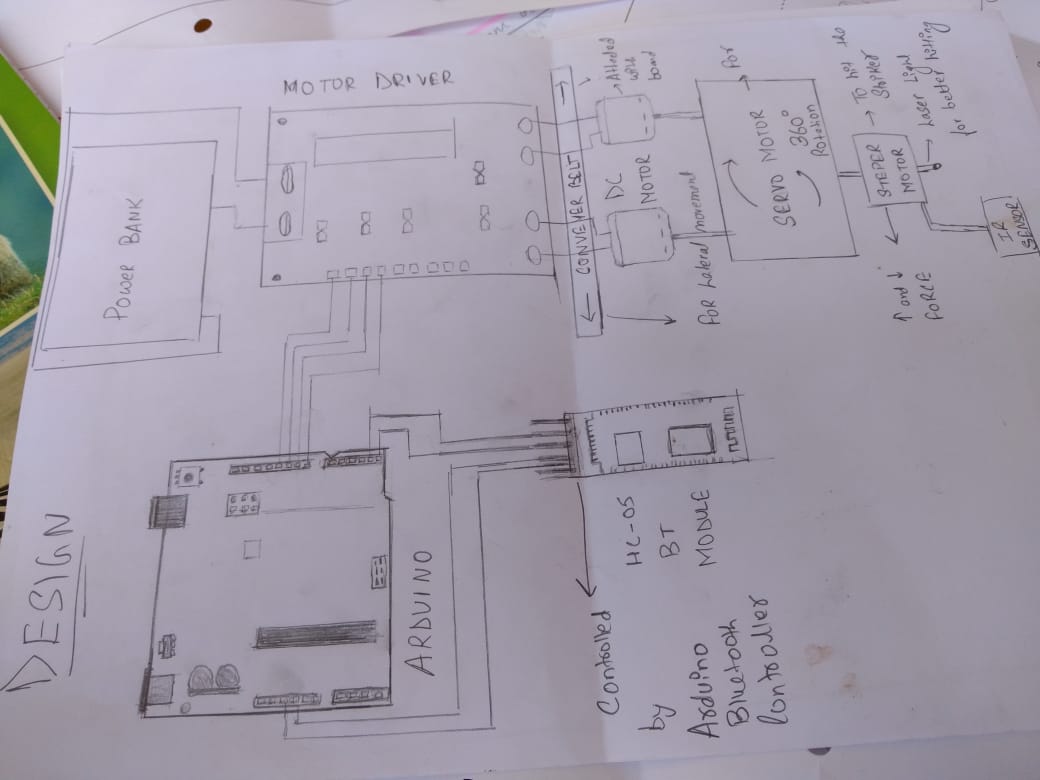 DESIGN
Power BANK
MOTOR DRIVER
ARDUINO
← CONVEYER BELT →
Attached
with
board
DC
MOTOR
FOR Lateral movement
SERVO MOTOR
360°
Rotation
For
STEPER
MOTOR
→ To hit the
Striker
→ Laser Light
for better hitting
↑ and ↓
FORCE
IR
SENSOR
HC-05
BT
MODULE
Controlled
by
Arduino
Bluetooth
Controller